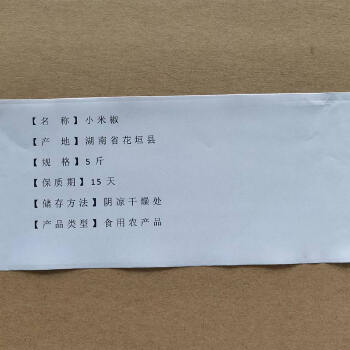 【名 称】小米椒
【产 地】湖南省花垣县
【规 格】5斤
【保质期】15天
【储存方法】阴凉干燥处
【产品类型】食用农产品